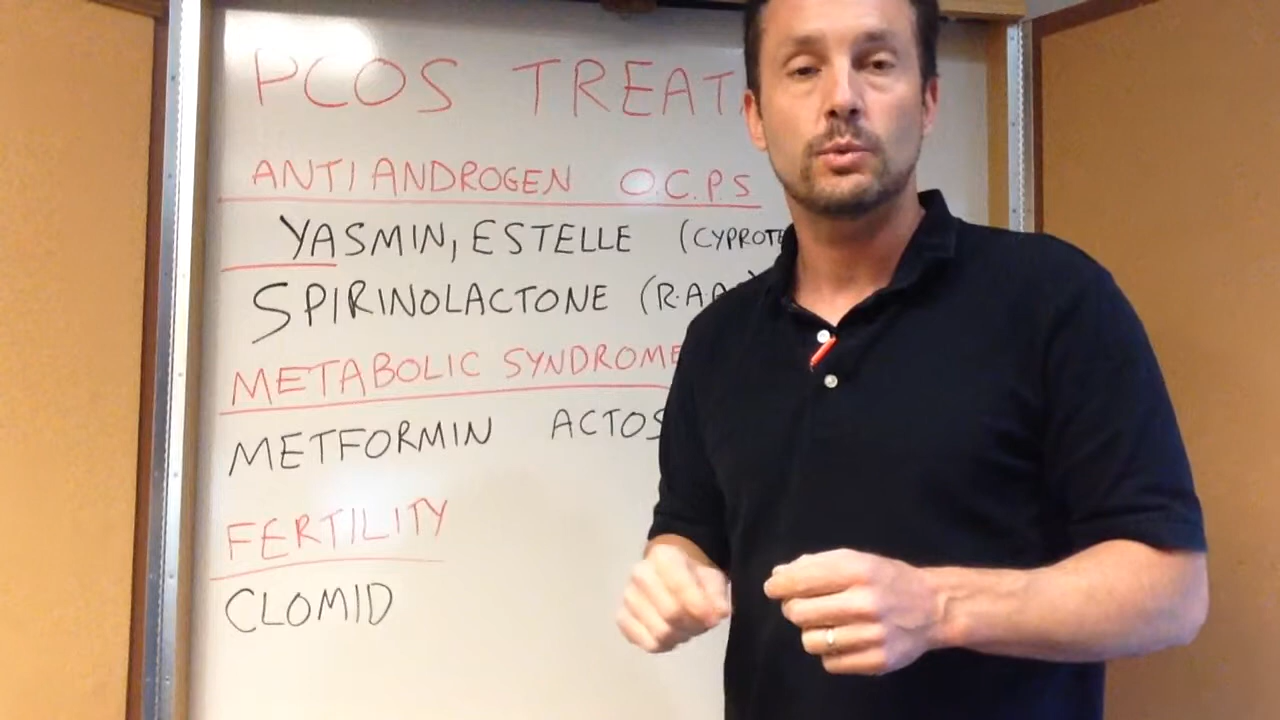 PCOS TREAT
ANTIANDROGEN O.C.P.S
YASMIN, ESTELLE (CYPROTE
SPIRINOLACTONE (R.A.A
METABOLIC SYNDROME
METFORMIN ACTOS
FERTILITY
CLOMID